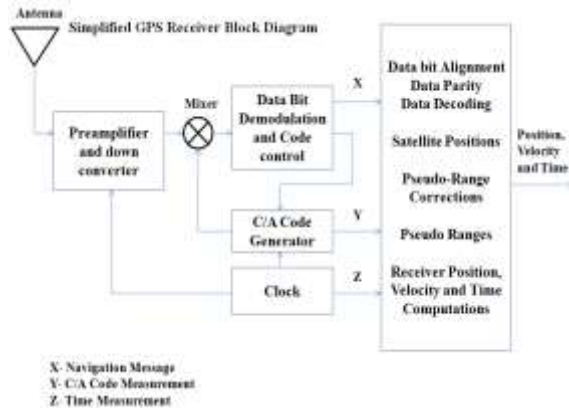 Antenna
Simplified GPS Receiver Block Diagram
Preamplifier
and down
converter
Mixer
Data Bit
Demodulation
and Code
control
X
C/A Code
Generator
Y
Clock
Z
Data bit Alignment
Data Parity
Data Decoding
Satellite Positions
Pseudo-Range
Corrections
Pseudo Ranges
Receiver Position,
Velocity and Time
Computations
Position,
Velocity
and Time
X- Navigation Message
Y- C/A Code Measurement
Z- Time Measurement